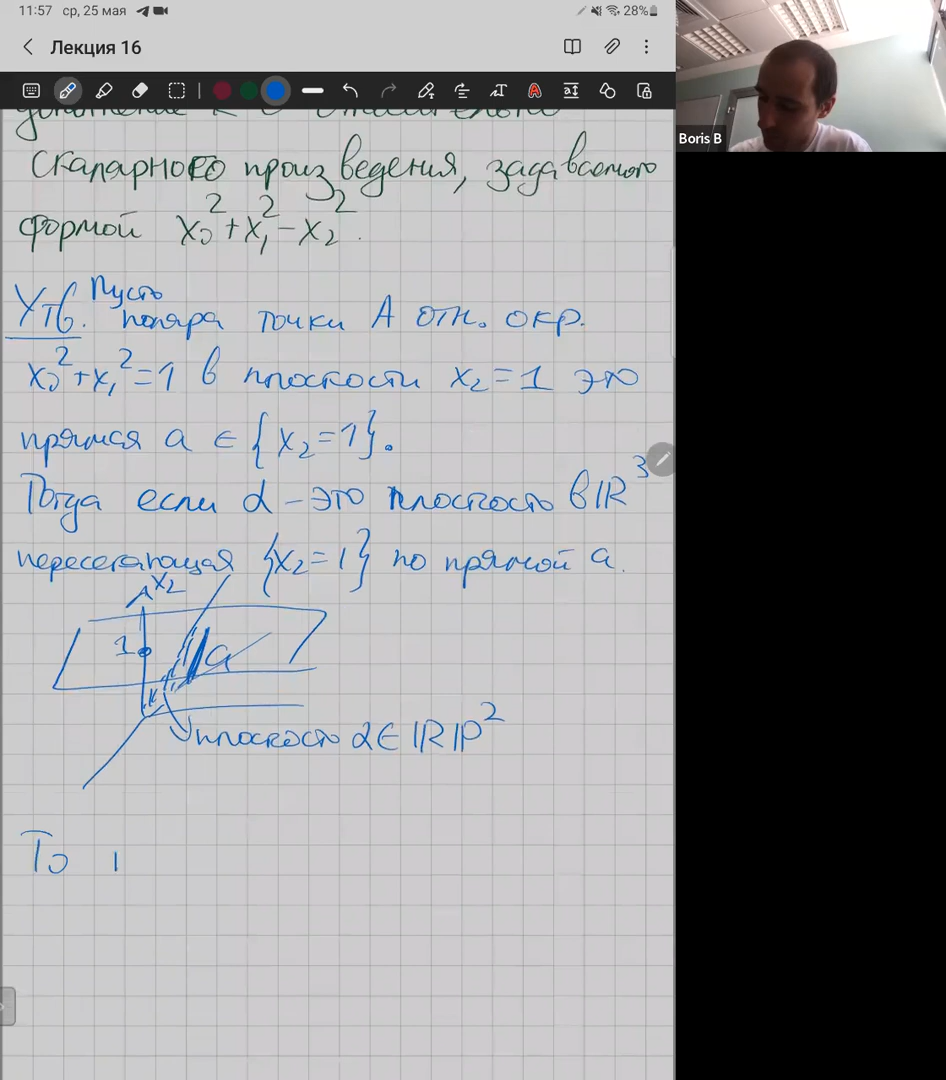 11:57 ср, 25 мая
28%
Лекция 16
Boris B
скалярного произведения, задаваемого
формой x₀² + x₁² − x₂².
Утв. Пусть поляра точки A отн. окр.
x₀² + x₁² = 1 в плоскости x₂ = 1 это
прямая a ∈ {x₂ = 1}.
Тогда если α – это плоскость в ℝ³
пересекающая {x₂ = 1} по прямой a.
x₂
1
a
плоскость α ∈ ℝℙ²
То